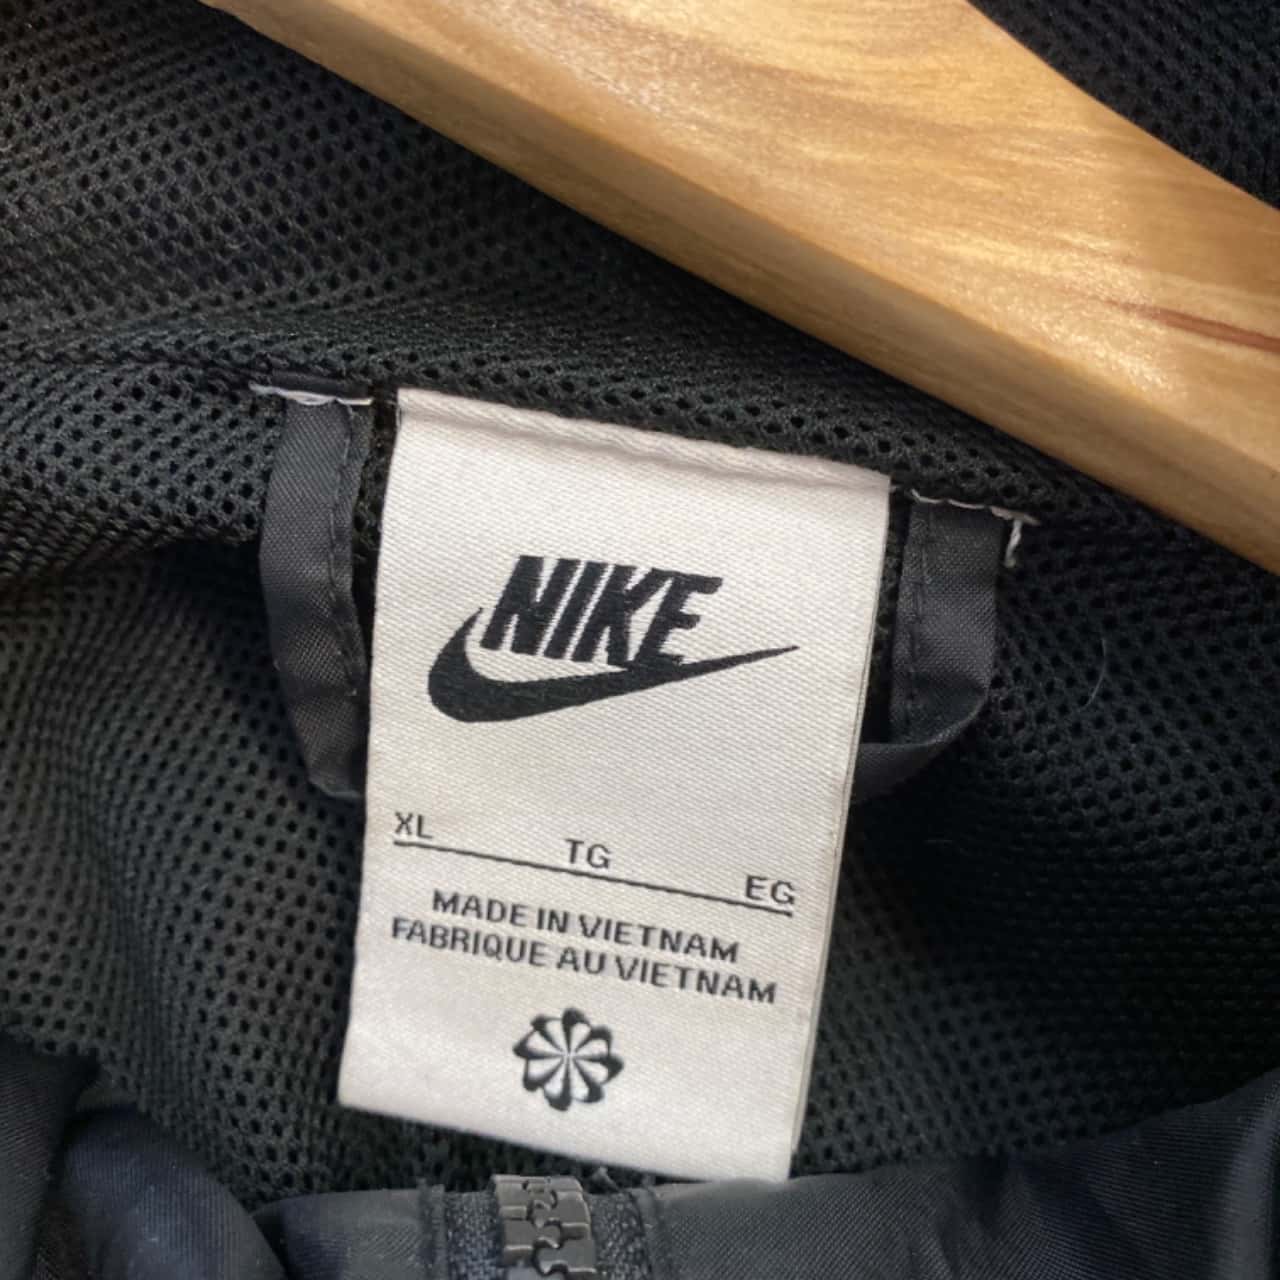 NIKE
XL TG EG
MADE IN VIETNAM
FABRIQUE AU VIETNAM